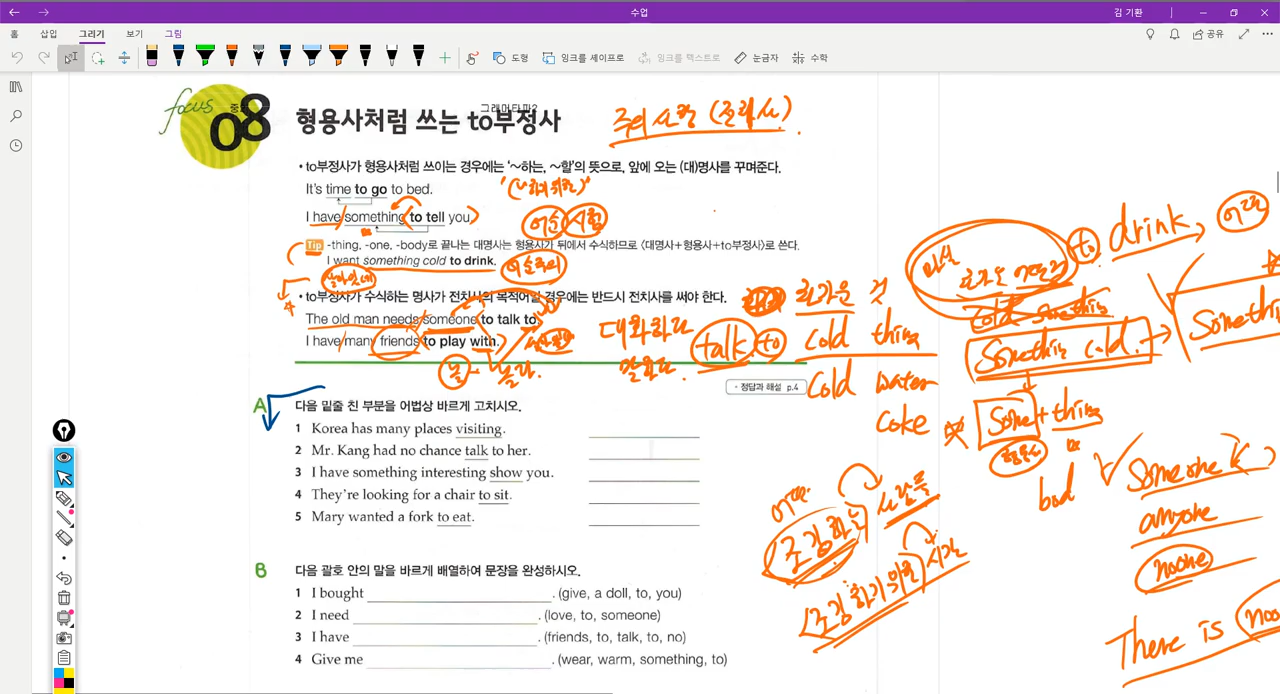 수업
김 기환
홈 삽입 그리기 보기 그림
공유
도형 잉크를 셰이프로 잉크를 텍스트로 눈금자 수학
focus 08
그래머타파2
형용사처럼 쓰는 to부정사
• to부정사가 형용사처럼 쓰이는 경우에는 '~하는, ~할'의 뜻으로, 앞에 오는 (대)명사를 꾸며준다.
It's time to go to bed.
I have something to tell you.
어순 시험
Tip -thing, -one, -body로 끝나는 대명사는 형용사가 뒤에서 수식하므로 <대명사+형용사+to부정사>로 쓴다.
I want something cold to drink.
어순주의
• to부정사가 수식하는 명사가 전치사의 목적어일 경우에는 반드시 전치사를 써야 한다.
The old man needs someone to talk to.
I have many friends to play with.
대화하다
talk to
놀다.
차가운 것
cold thing
cold water
coke
to drink
cold something
Something cold.
Some + thing
bod
Someone
anyone
noone
There is noo
사람을
시간
• 정답과 해설 p.4
A 다음 밑줄 친 부분을 어법상 바르게 고치시오.
1 Korea has many places visiting.
2 Mr. Kang had no chance talk to her.
3 I have something interesting show you.
4 They're looking for a chair to sit.
5 Mary wanted a fork to eat.
B 다음 괄호 안의 말을 바르게 배열하여 문장을 완성하시오.
1 I bought . (give, a doll, to, you)
2 I need . (love, to, someone)
3 I have . (friends, to, talk, to, no)
4 Give me . (wear, warm, something, to)